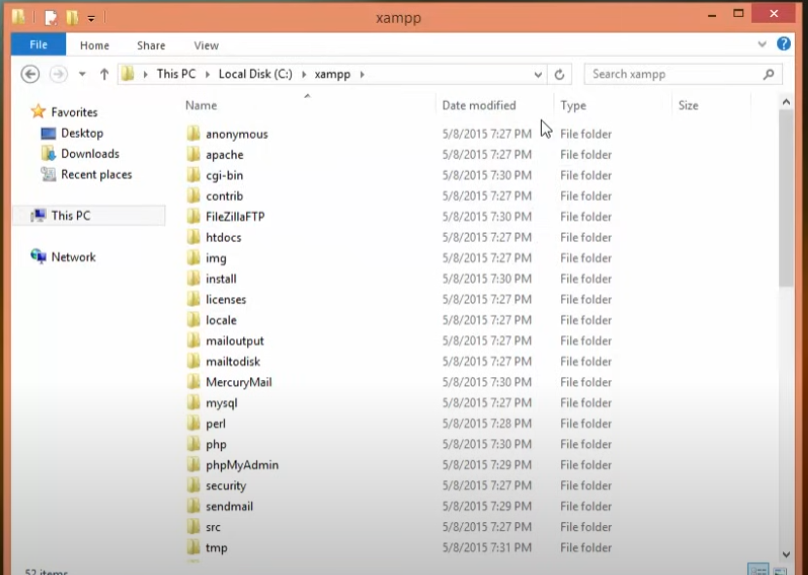 xampp
File Home Share View
This PC Local Disk (C:) xampp Search xampp
Favorites
Desktop
Downloads
Recent places
This PC
Network
Name Date modified Type Size
anonymous 5/8/2015 7:27 PM File folder
apache 5/8/2015 7:27 PM File folder
cgi-bin 5/8/2015 7:30 PM File folder
contrib 5/8/2015 7:27 PM File folder
FileZillaFTP 5/8/2015 7:30 PM File folder
htdocs 5/8/2015 7:27 PM File folder
img 5/8/2015 7:27 PM File folder
install 5/8/2015 7:30 PM File folder
licenses 5/8/2015 7:27 PM File folder
locale 5/8/2015 7:27 PM File folder
mailoutput 5/8/2015 7:27 PM File folder
mailtodisk 5/8/2015 7:27 PM File folder
MercuryMail 5/8/2015 7:30 PM File folder
mysql 5/8/2015 7:27 PM File folder
perl 5/8/2015 7:28 PM File folder
php 5/8/2015 7:30 PM File folder
phpMyAdmin 5/8/2015 7:29 PM File folder
security 5/8/2015 7:27 PM File folder
sendmail 5/8/2015 7:29 PM File folder
src 5/8/2015 7:27 PM File folder
tmp 5/8/2015 7:31 PM File folder
52 items